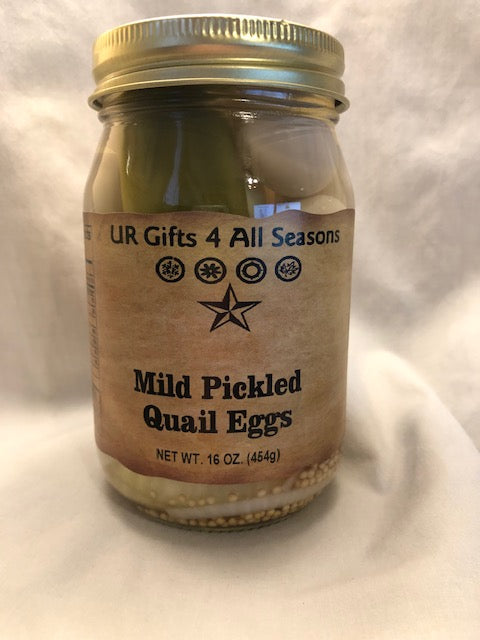 UR Gifts 4 All Seasons
Mild Pickled
Quail Eggs
NET WT. 16 OZ. (454g)